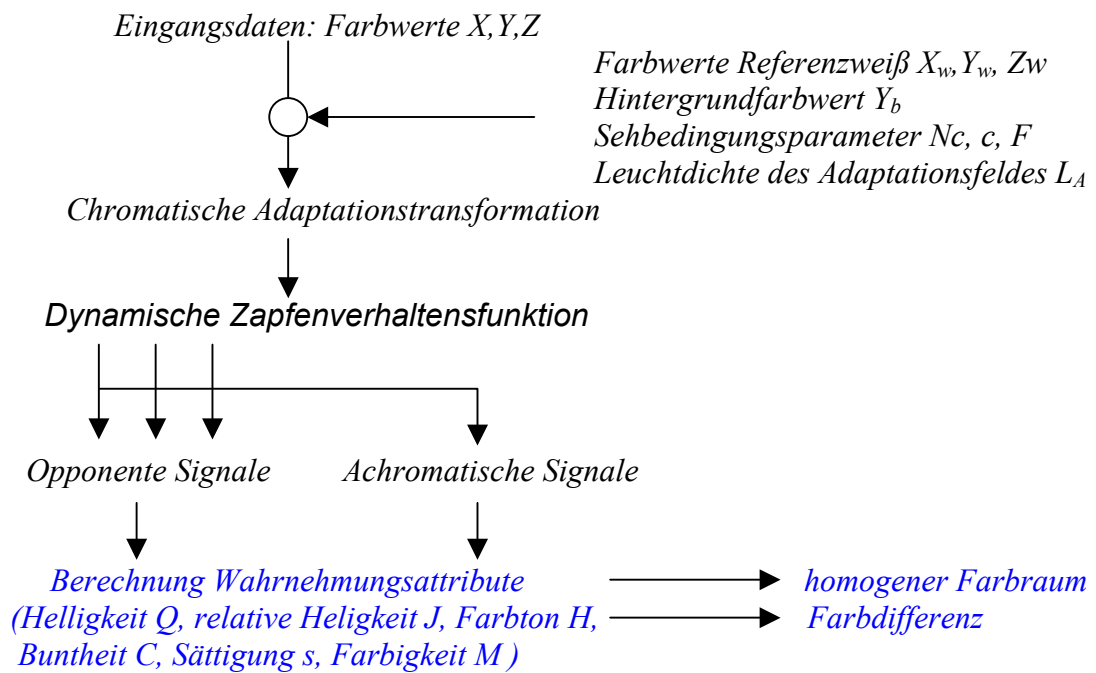 Eingangsdaten: Farbwerte X,Y,Z
Farbwerte Referenzweiß Xw,Yw, Zw
Hintergrundfarbwert Yb
Sehbedingungsparameter Nc, c, F
Leuchtdichte des Adaptationsfeldes LA
Chromatische Adaptationstransformation
Dynamische Zapfenverhaltensfunktion
Opponente Signale
Achromatische Signale
Berechnung Wahrnehmungsattribute
(Helligkeit Q, relative Heligkeit J, Farbton H,
Buntheit C, Sättigung s, Farbigkeit M )
homogener Farbraum
Farbdifferenz